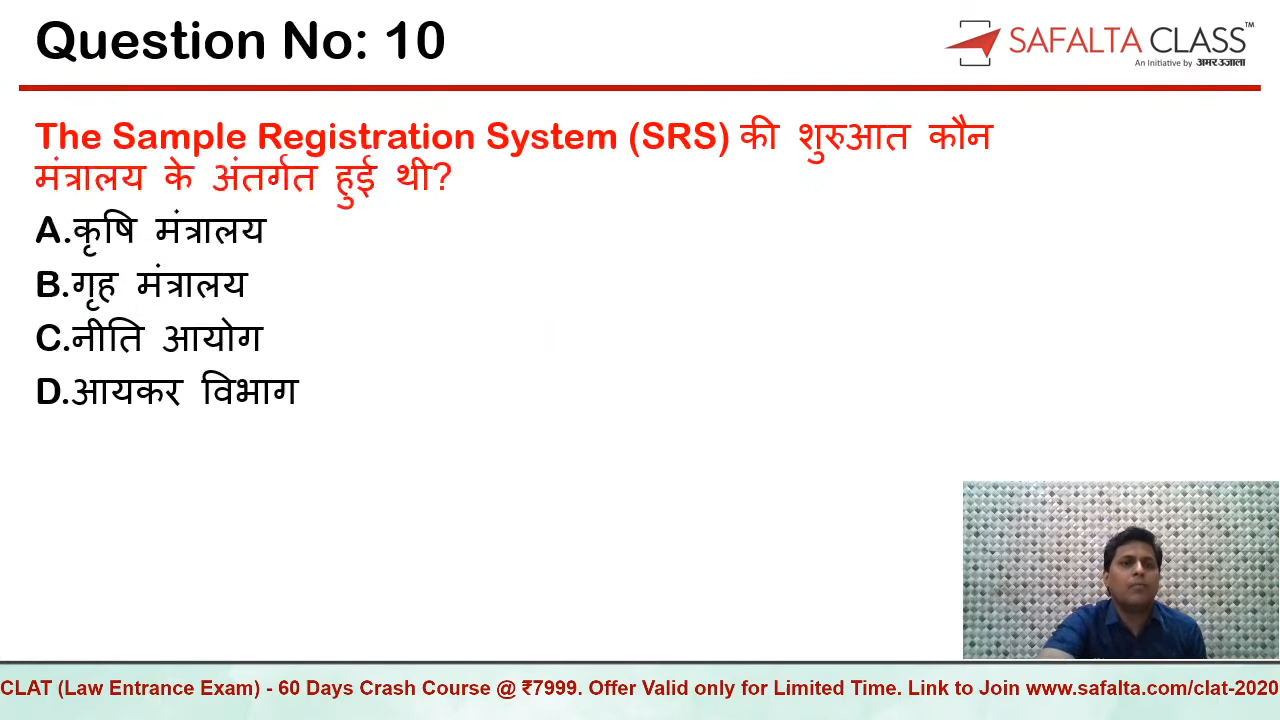 Question No: 10
SAFALTA CLASS™
An Initiative by अमर उजाला
The Sample Registration System (SRS) की शुरुआत कौन
मंत्रालय के अंतर्गत हुई थी?
A.कृषि मंत्रालय
B.गृह मंत्रालय
C.नीति आयोग
D.आयकर विभाग
CLAT (Law Entrance Exam) - 60 Days Crash Course @ ₹7999. Offer Valid only for Limited Time. Link to Join www.safalta.com/clat-2020